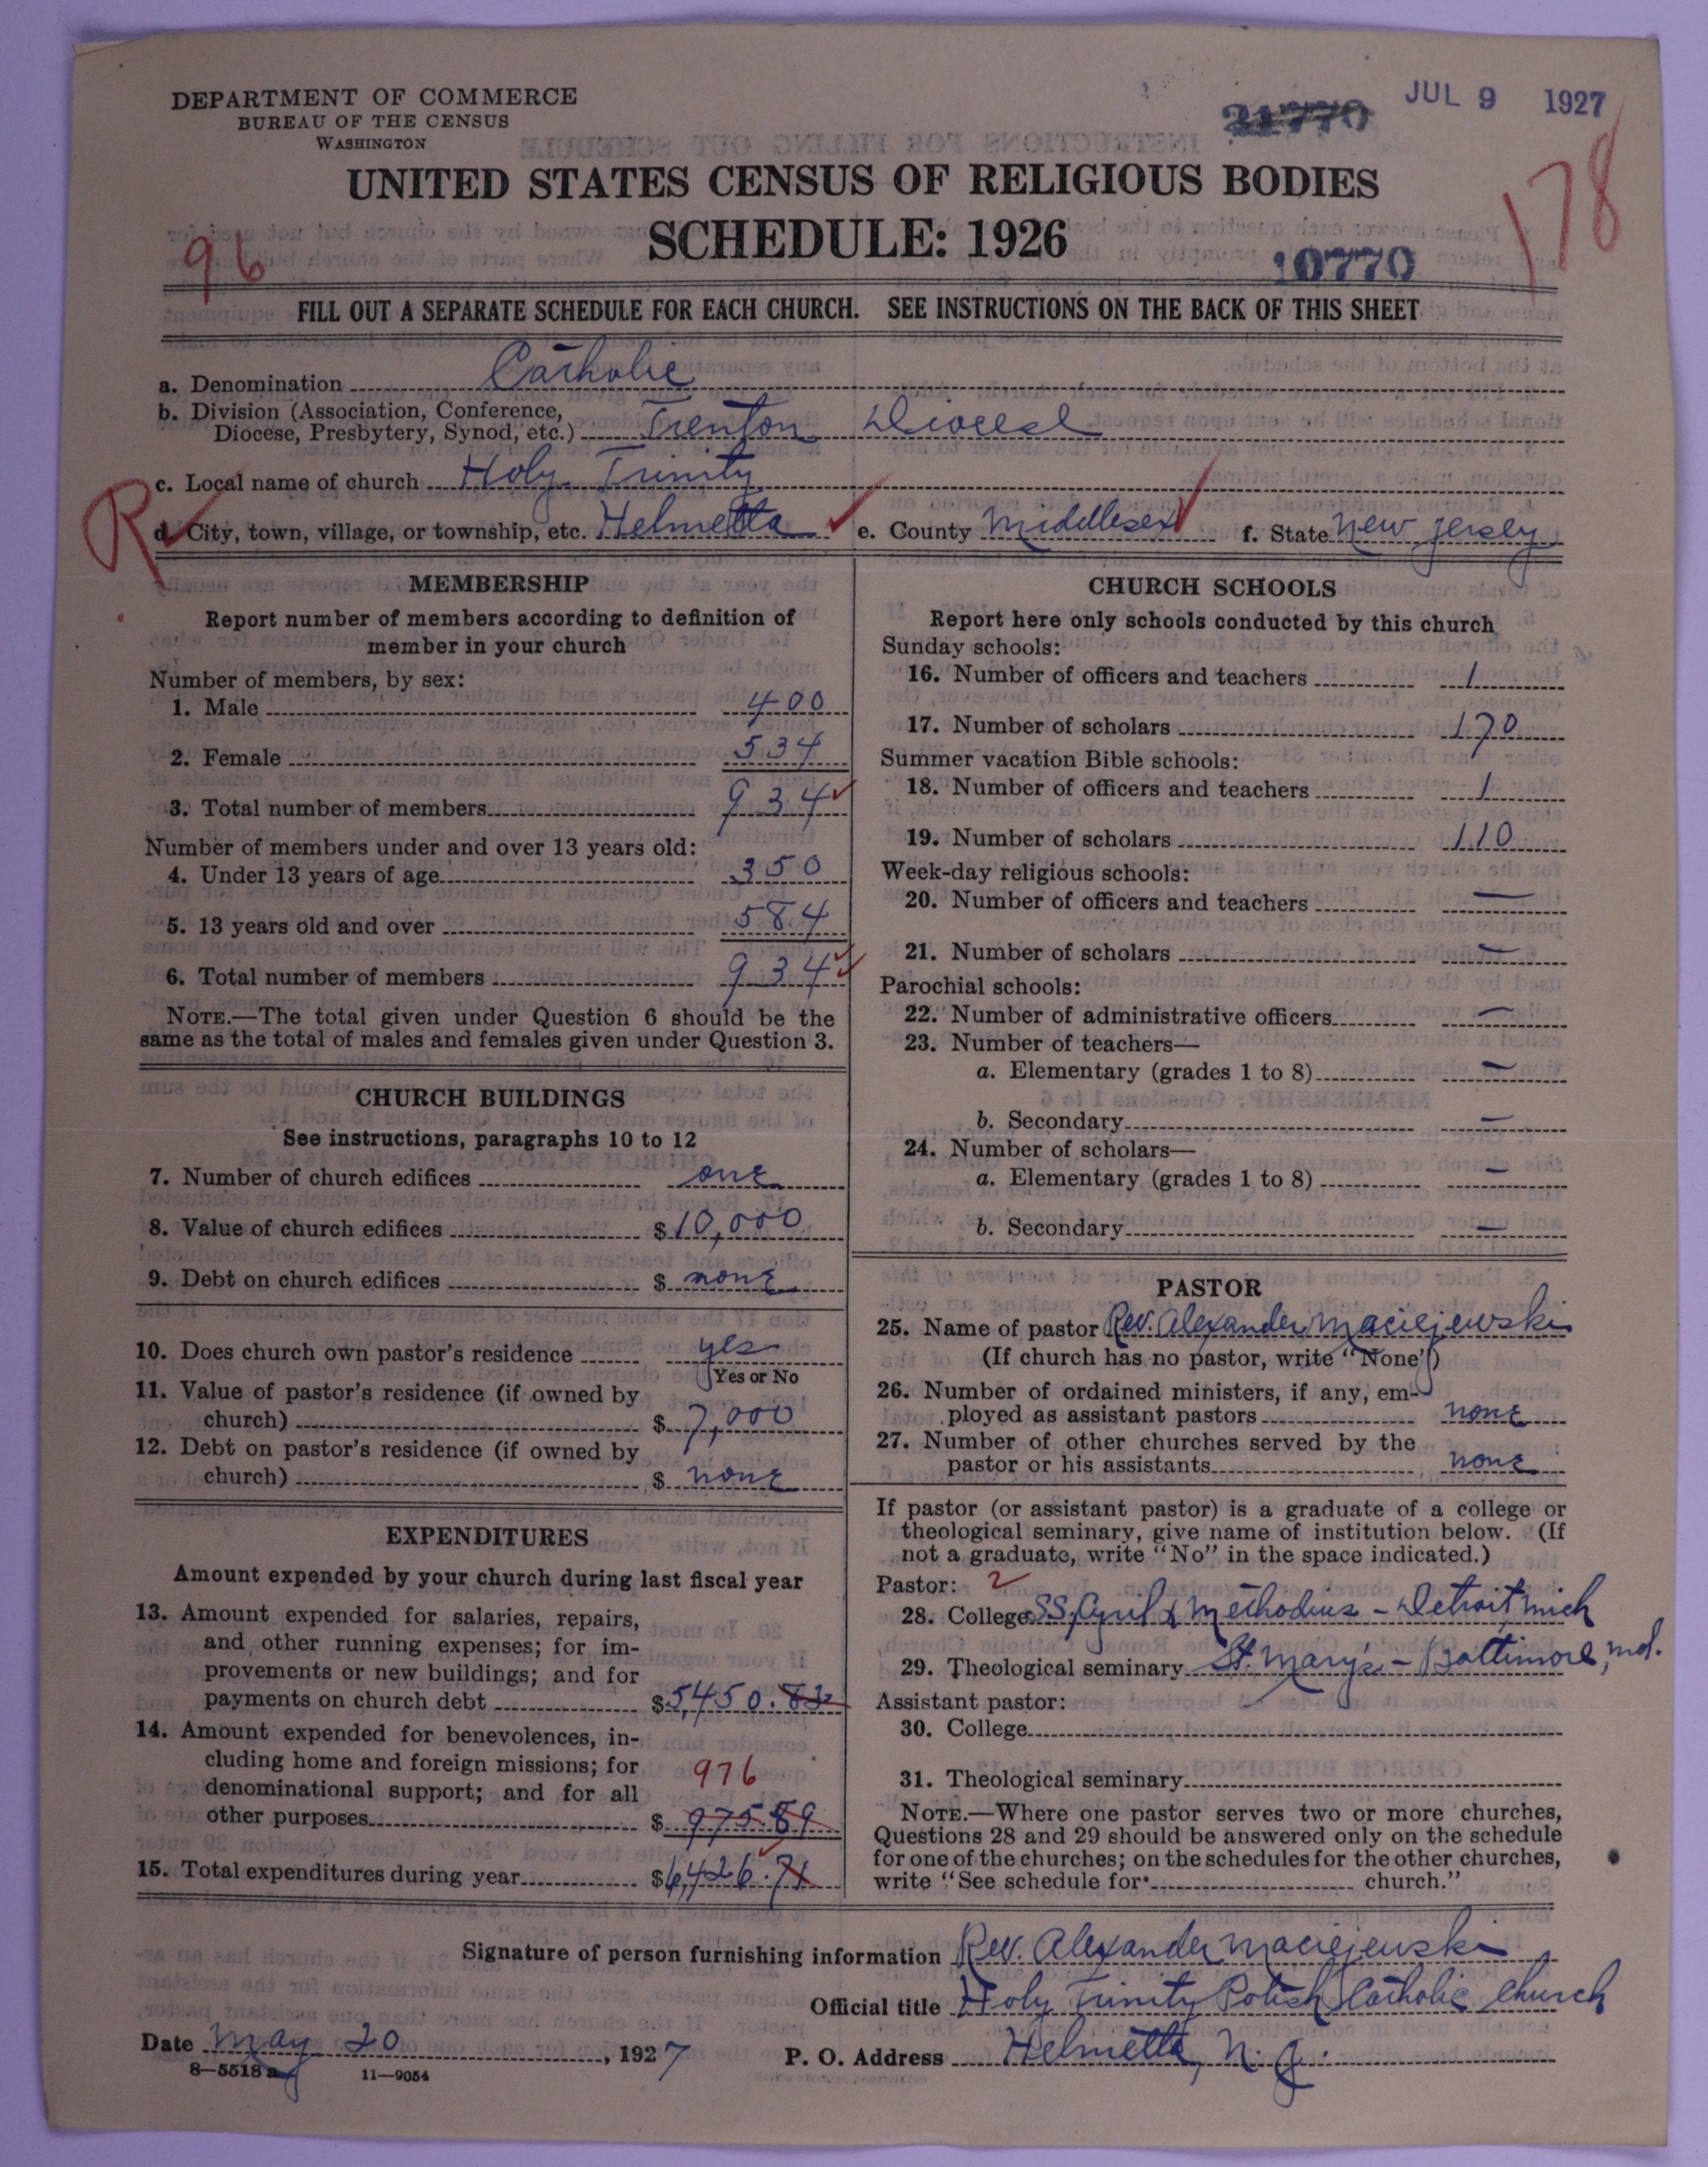 DEPARTMENT OF COMMERCE
BUREAU OF THE CENSUS
WASHINGTON
JUL 9 1927
178
UNITED STATES CENSUS OF RELIGIOUS BODIES
SCHEDULE: 1926
96
10770
FILL OUT A SEPARATE SCHEDULE FOR EACH CHURCH. SEE INSTRUCTIONS ON THE BACK OF THIS SHEET
a. Denomination Catholic
b. Division (Association, Conference,
Diocese, Presbytery, Synod, etc.) Trenton Diocese
c. Local name of church Holy Trinity
R
d. City, town, village, or township, etc. Helmetta e. County Middlesex f. State New Jersey
MEMBERSHIP
Report number of members according to definition of
member in your church
Number of members, by sex:
1. Male 400
2. Female 534
3. Total number of members 934
Number of members under and over 13 years old:
4. Under 13 years of age 350
5. 13 years old and over 584
6. Total number of members 934
NOTE.—The total given under Question 6 should be the
same as the total of males and females given under Question 3.
CHURCH BUILDINGS
See instructions, paragraphs 10 to 12
7. Number of church edifices one
8. Value of church edifices $10,000
9. Debt on church edifices $ none
10. Does church own pastor's residence yes
Yes or No
11. Value of pastor's residence (if owned by
church) $ 7,000
12. Debt on pastor's residence (if owned by
church) $ none
EXPENDITURES
Amount expended by your church during last fiscal year
13. Amount expended for salaries, repairs,
and other running expenses; for im-
provements or new buildings; and for
payments on church debt $5,450.82
14. Amount expended for benevolences, in-
cluding home and foreign missions; for
denominational support; and for all
976
other purposes $ 975.89
15. Total expenditures during year $6,426.71
CHURCH SCHOOLS
Report here only schools conducted by this church
Sunday schools:
16. Number of officers and teachers 1
17. Number of scholars 170
Summer vacation Bible schools:
18. Number of officers and teachers 1
19. Number of scholars 110
Week-day religious schools:
20. Number of officers and teachers —
21. Number of scholars —
Parochial schools:
22. Number of administrative officers —
23. Number of teachers—
a. Elementary (grades 1 to 8) —
b. Secondary —
24. Number of scholars—
a. Elementary (grades 1 to 8) —
b. Secondary —
PASTOR
25. Name of pastor Rev. Alexander Maciejewski
(If church has no pastor, write "None")
26. Number of ordained ministers, if any, em-
ployed as assistant pastors none
27. Number of other churches served by the
pastor or his assistants none
If pastor (or assistant pastor) is a graduate of a college or
theological seminary, give name of institution below. (If
not a graduate, write "No" in the space indicated.)
Pastor: 2
28. College SS, Cyril & Methodius - Detroit Mich
29. Theological seminary St. Mary's - Baltimore, Md.
Assistant pastor:
30. College
31. Theological seminary
NOTE.—Where one pastor serves two or more churches,
Questions 28 and 29 should be answered only on the schedule
for one of the churches; on the schedules for the other churches,
write "See schedule for church."
Signature of person furnishing information Rev. Alexander Maciejewski
Official title Holy Trinity Polish Catholic Church
Date May 20, 1927 P. O. Address Helmetta, N. J.
8—5518 a 11—9054